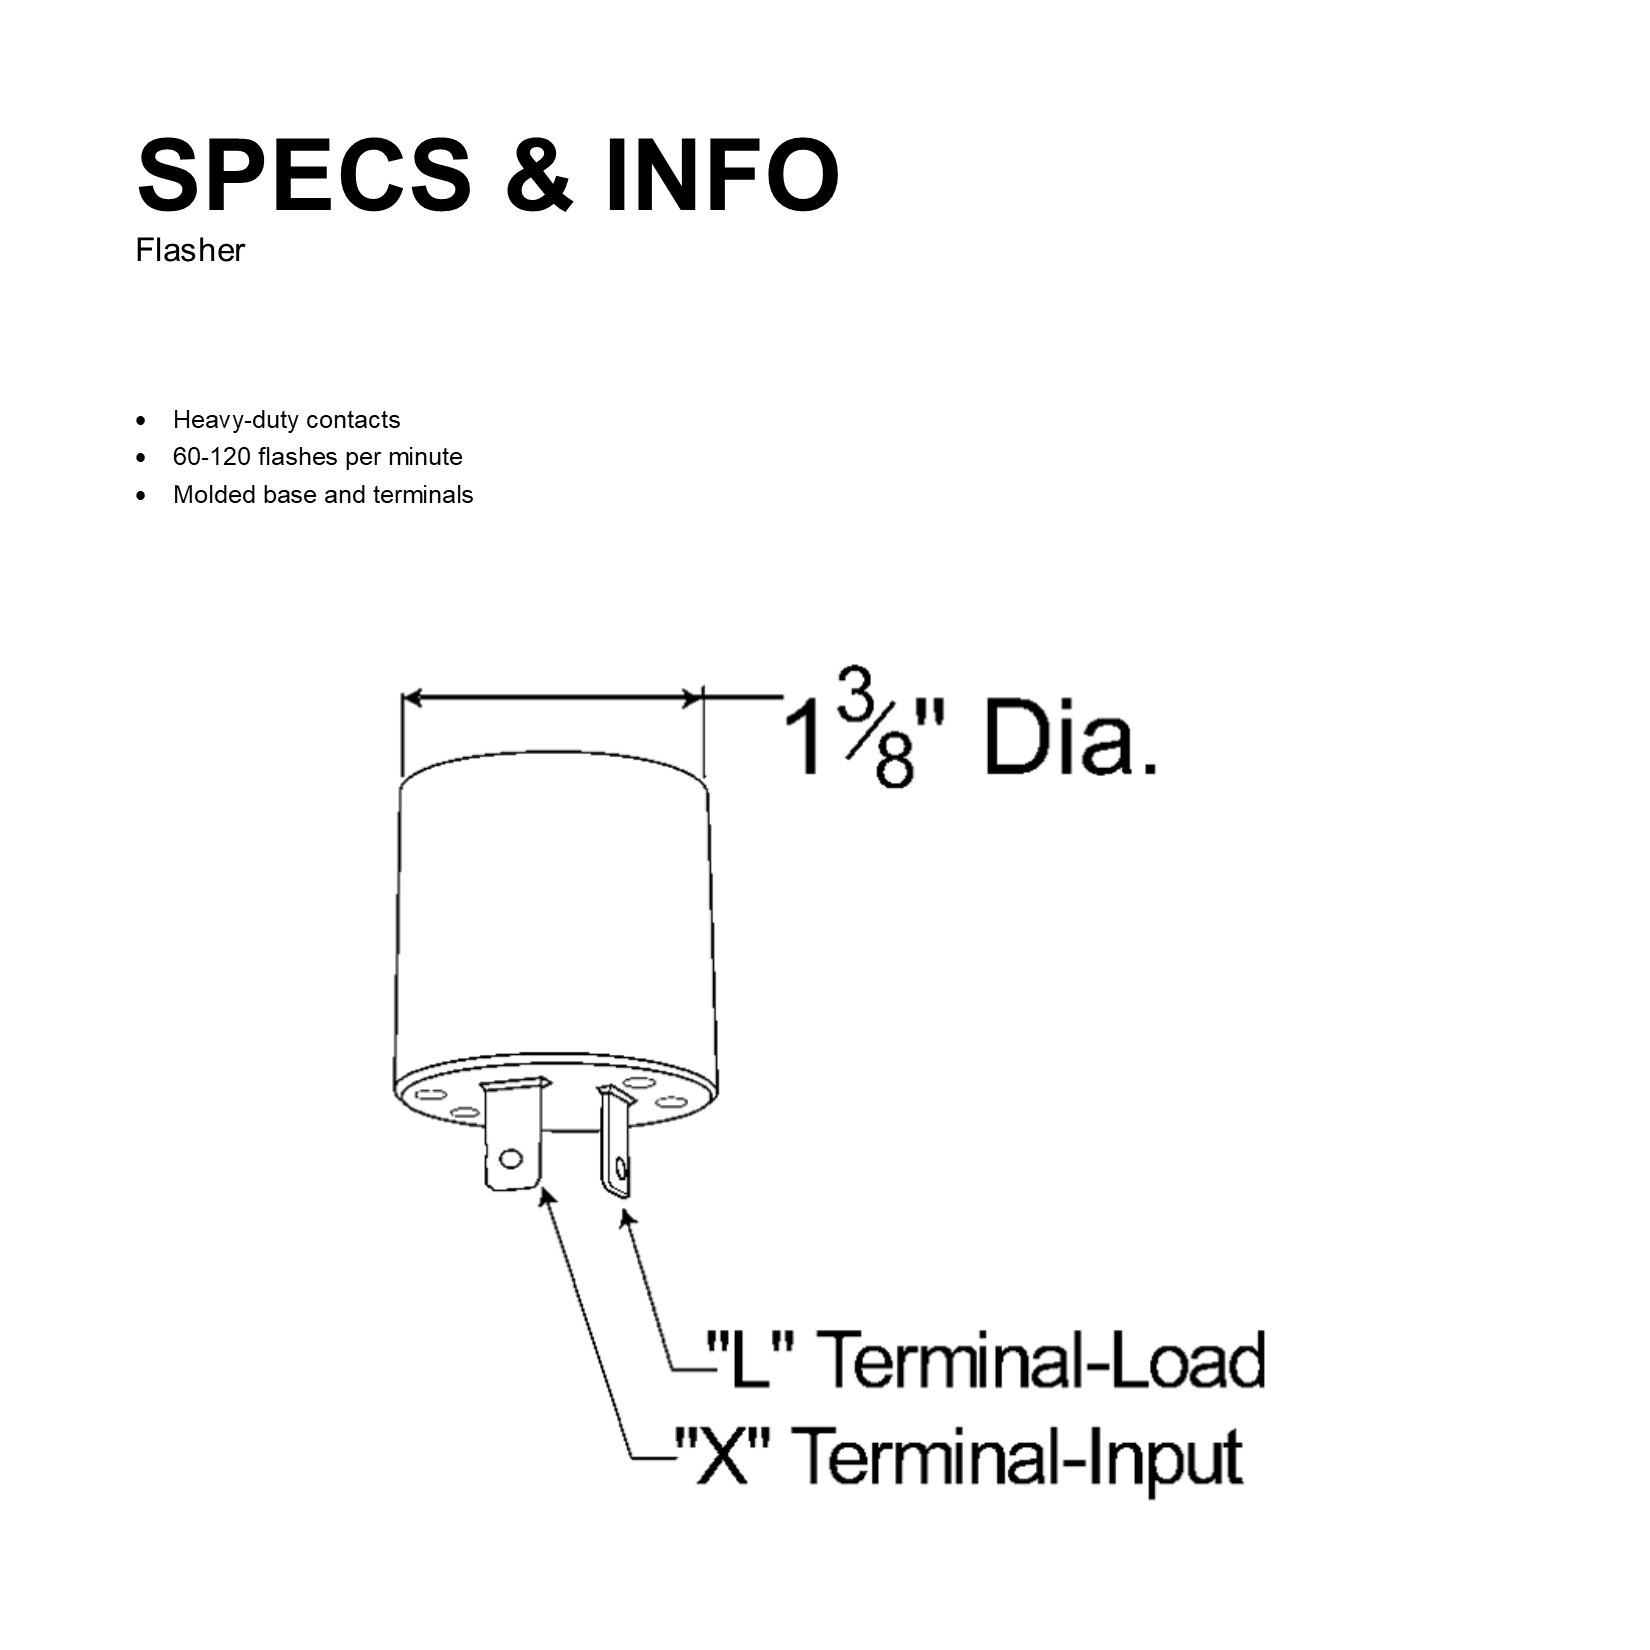 SPECS & INFO
Flasher
• Heavy-duty contacts
• 60-120 flashes per minute
• Molded base and terminals
1 3/8" Dia.
"L" Terminal-Load
"X" Terminal-Input